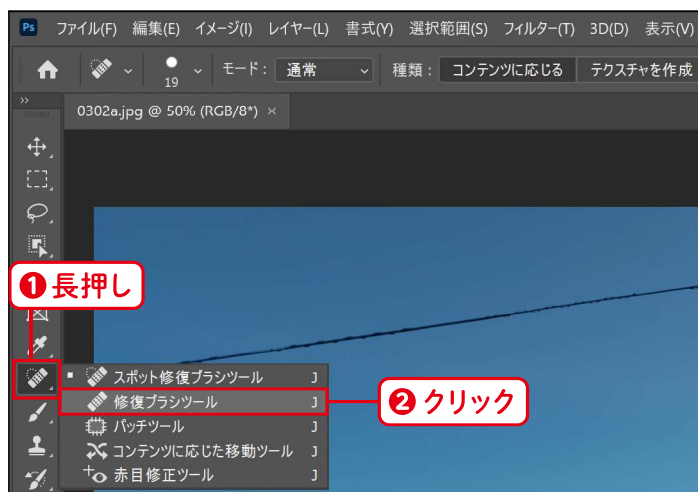 Ps ファイル(F) 編集(E) イメージ(I) レイヤー(L) 書式(Y) 選択範囲(S) フィルター(T) 3D(D) 表示(V)
19 モード: 通常 種類: コンテンツに応じる テクスチャを作成
0302a.jpg @ 50% (RGB/8*) ×
❶長押し
スポット修復ブラシツール J
修復ブラシツール J
❷クリック
パッチツール J
コンテンツに応じた移動ツール J
赤目修正ツール J